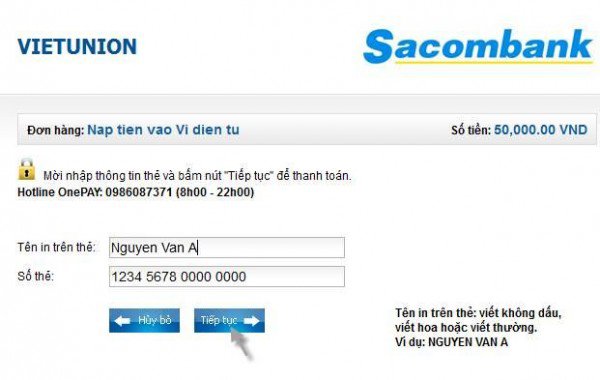 VIETUNION
Sacombank
Đơn hàng: Nap tien vao Vi dien tu
Số tiền: 50,000.00 VND
Mời nhập thông tin thẻ và bấm nút "Tiếp tục" để thanh toán.
Hotline OnePAY: 0986087371 (8h00 - 22h00)
Tên in trên thẻ: Nguyen Van A
Số thẻ: 1234 5678 0000 0000
Hủy bỏ
Tiếp tục
Tên in trên thẻ: viết không dấu,
viết hoa hoặc viết thường.
Ví dụ: NGUYEN VAN A